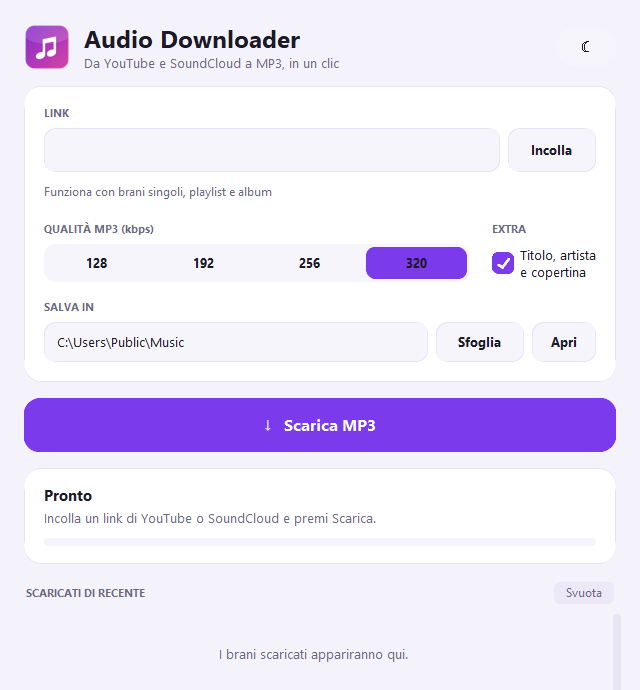 Audio Downloader
Da YouTube e SoundCloud a MP3, in un clic
LINK
Incolla
Funziona con brani singoli, playlist e album
QUALITÀ MP3 (kbps)
EXTRA
128 192 256 320
Titolo, artista
e copertina
SALVA IN
C:\Users\Public\Music
Sfoglia
Apri
↓ Scarica MP3
Pronto
Incolla un link di YouTube o SoundCloud e premi Scarica.
SCARICATI DI RECENTE
Svuota
I brani scaricati appariranno qui.